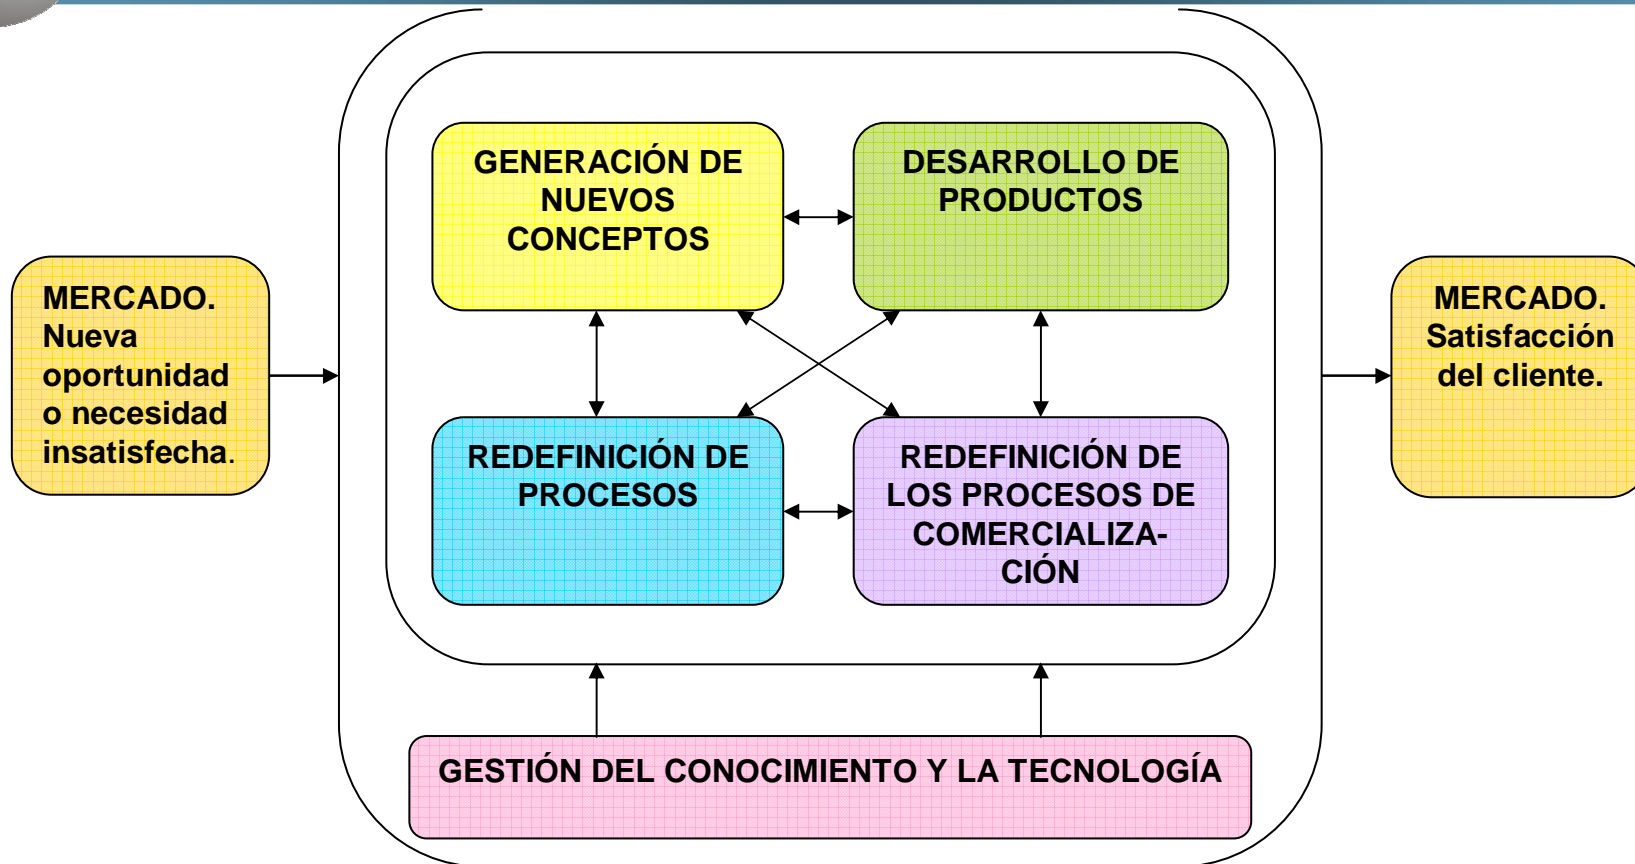 GENERACIÓN DE
NUEVOS
CONCEPTOS
DESARROLLO DE
PRODUCTOS
MERCADO.
Nueva
oportunidad
o necesidad
insatisfecha.
MERCADO.
Satisfacción
del cliente.
REDEFINICIÓN DE
PROCESOS
REDEFINICIÓN DE
LOS PROCESOS DE
COMERCIALIZA-
CIÓN
GESTIÓN DEL CONOCIMIENTO Y LA TECNOLOGÍA